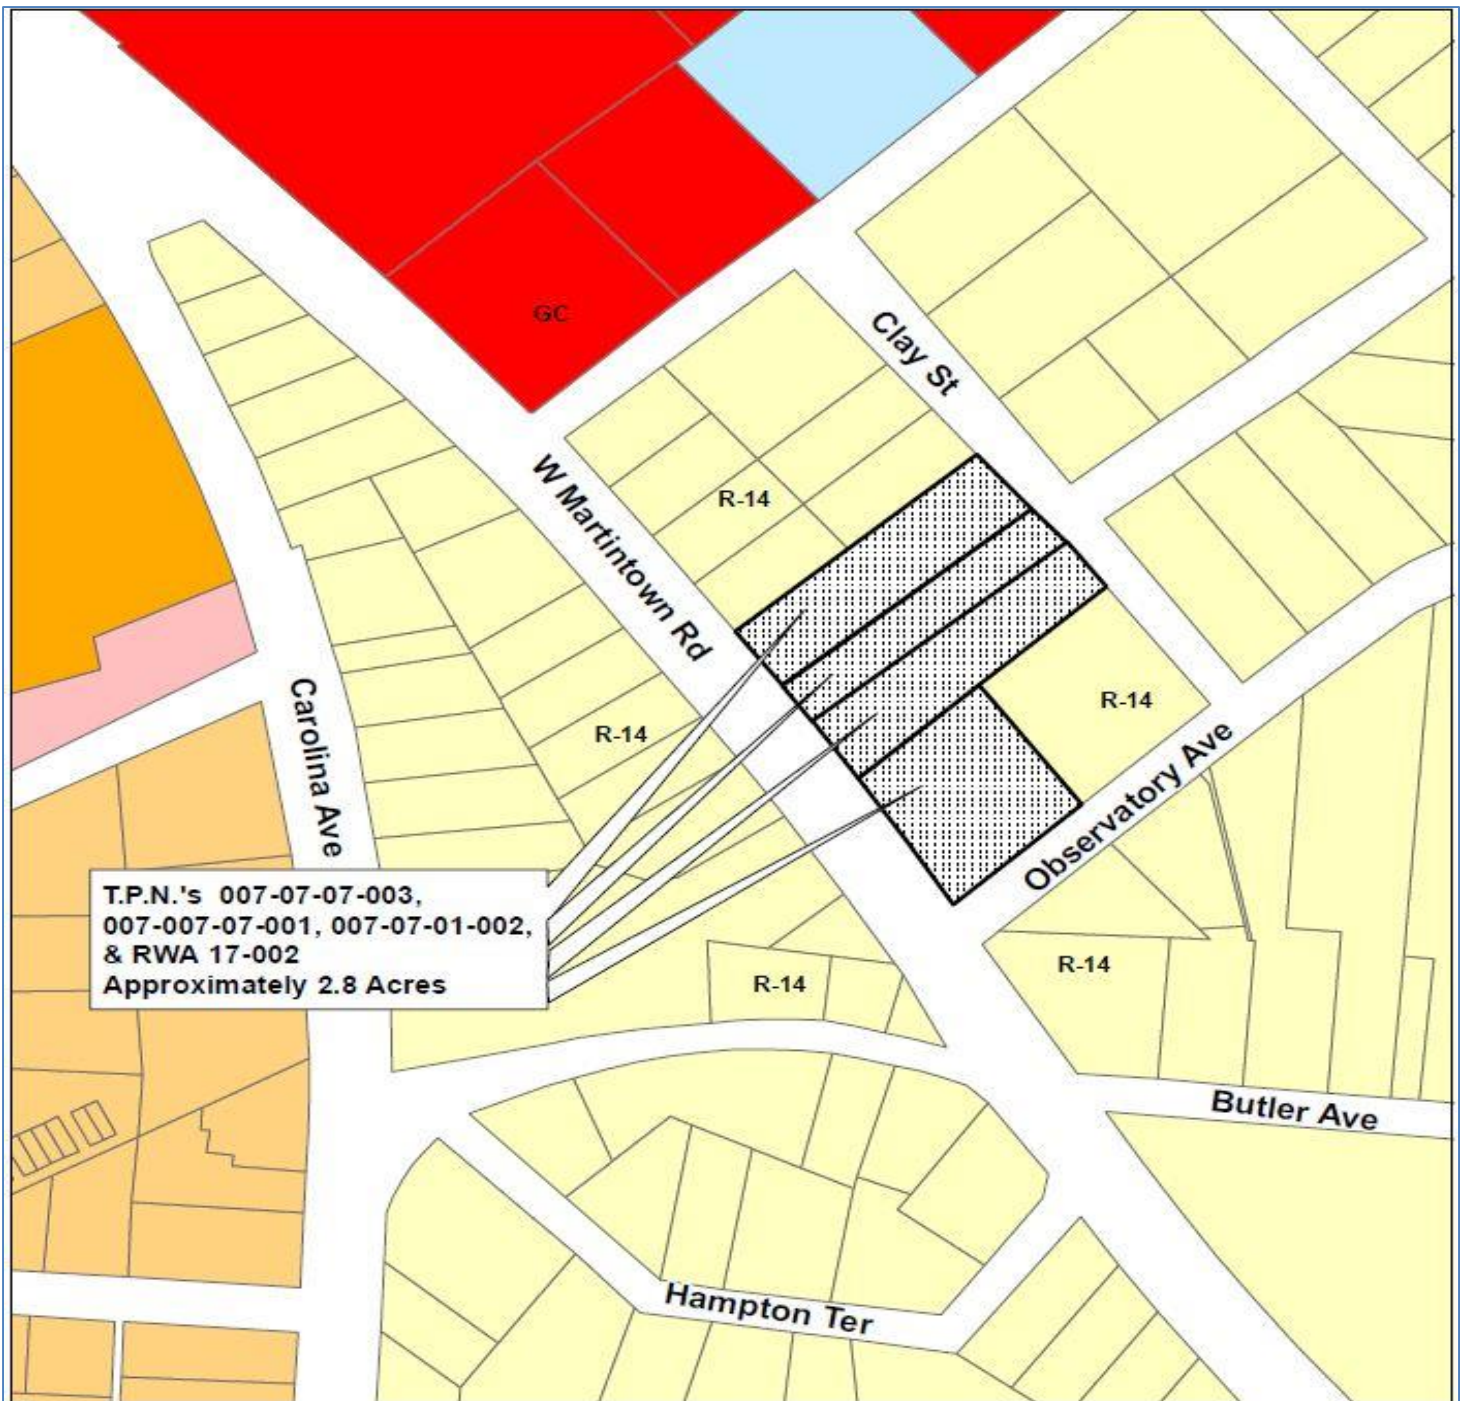 GC
Clay St
W Martintown Rd
R-14
R-14
R-14
Carolina Ave
Observatory Ave
T.P.N.'s 007-07-07-003,
007-007-07-001, 007-07-01-002,
& RWA 17-002
Approximately 2.8 Acres
R-14
R-14
Butler Ave
Hampton Ter